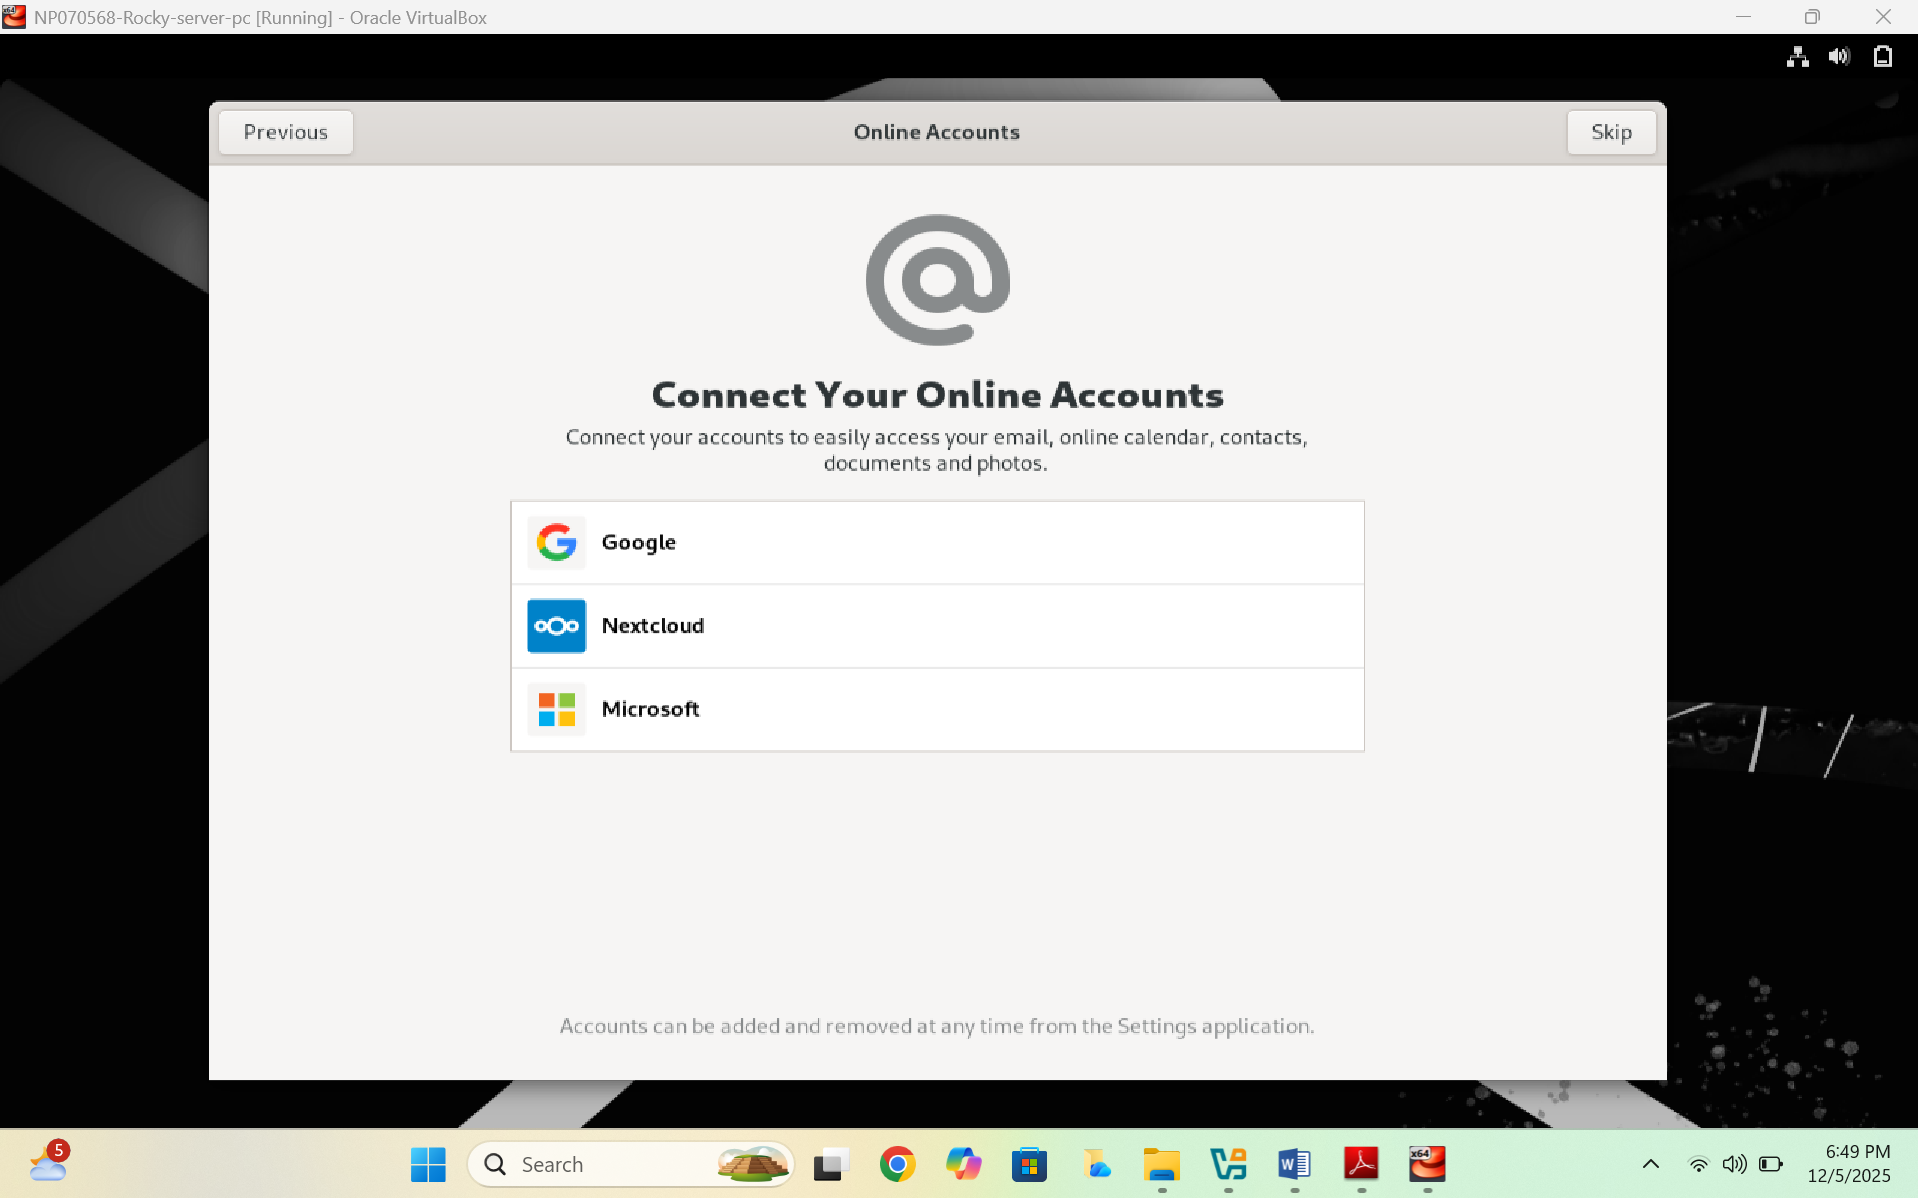 NP070568-Rocky-server-pc [Running] - Oracle VirtualBox
Previous
Online Accounts
Skip
Connect Your Online Accounts
Connect your accounts to easily access your email, online calendar, contacts,
documents and photos.
Google
Nextcloud
Microsoft
Accounts can be added and removed at any time from the Settings application.
5
Search
x64
6:49 PM
12/5/2025